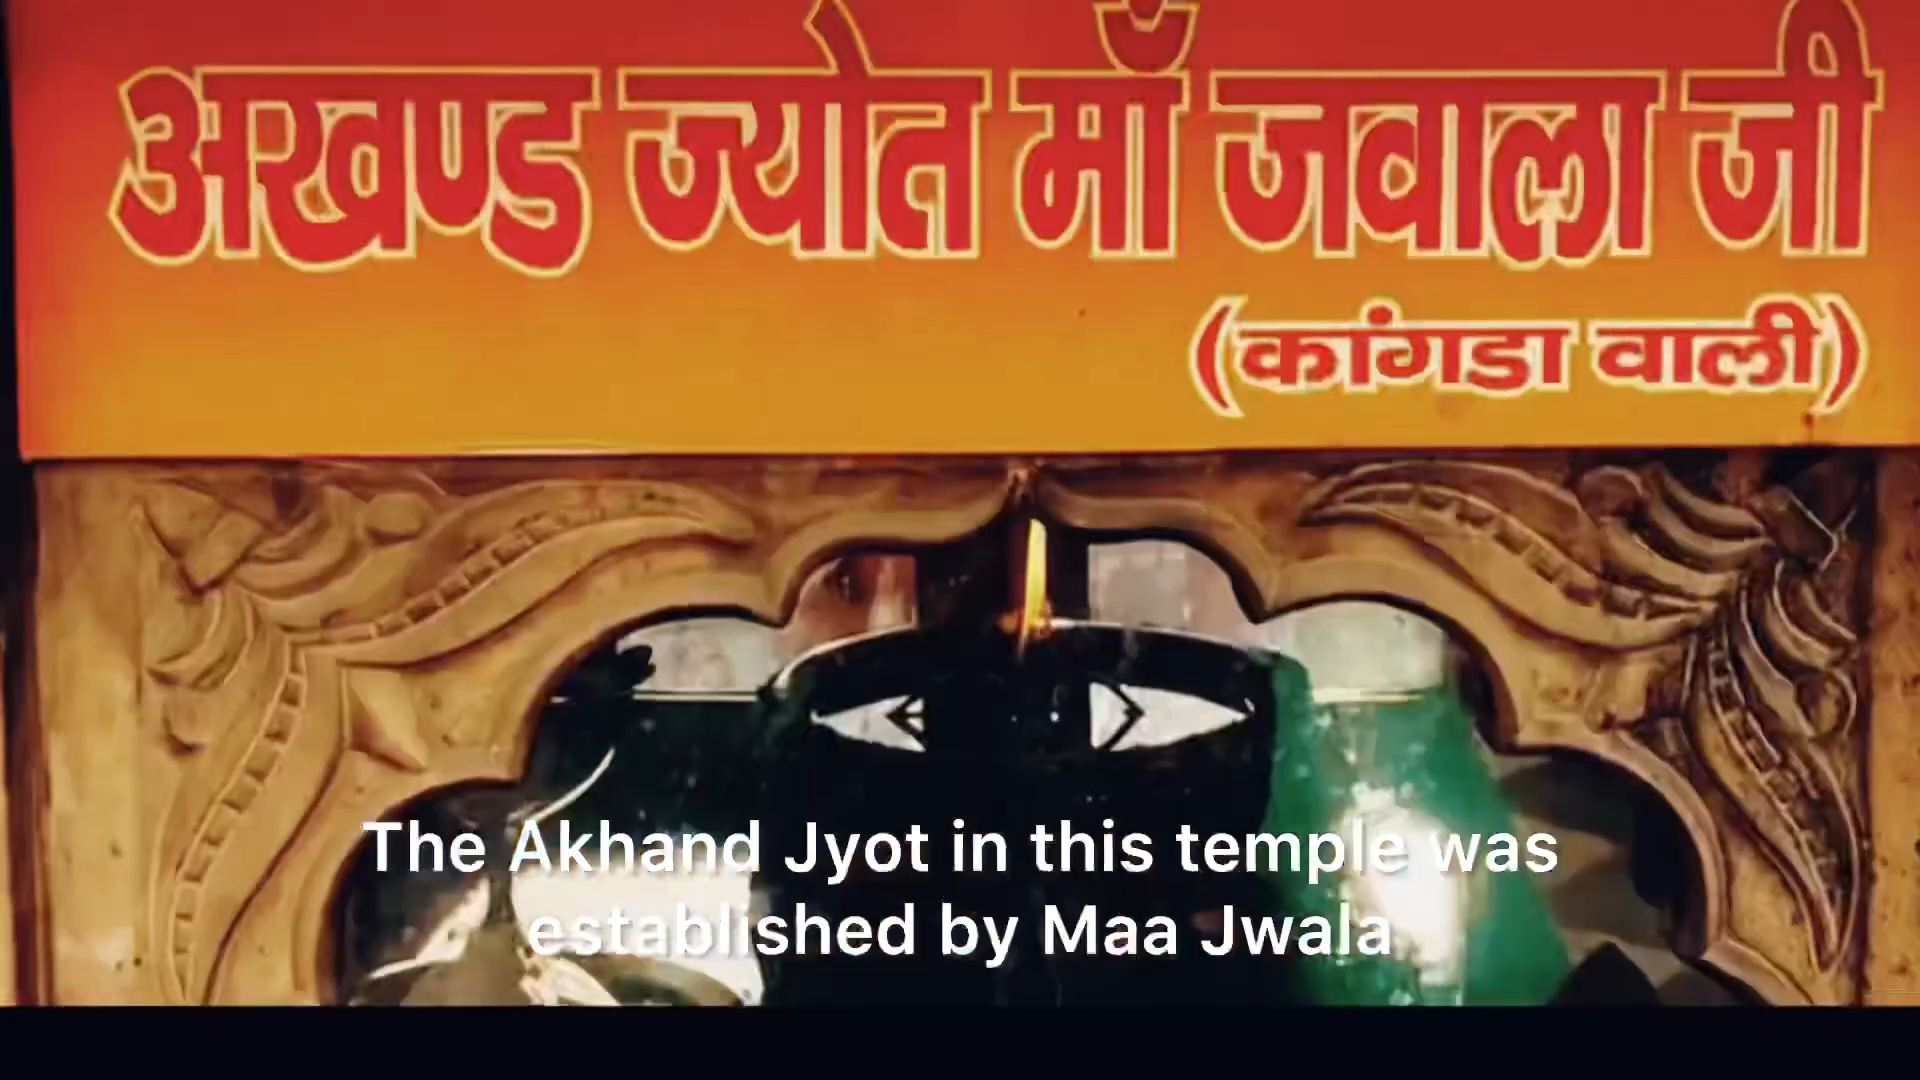 अखण्ड ज्योत माँ जवाला जी
(कांगडा वाली)
The Akhand Jyot in this temple was
established by Maa Jwala